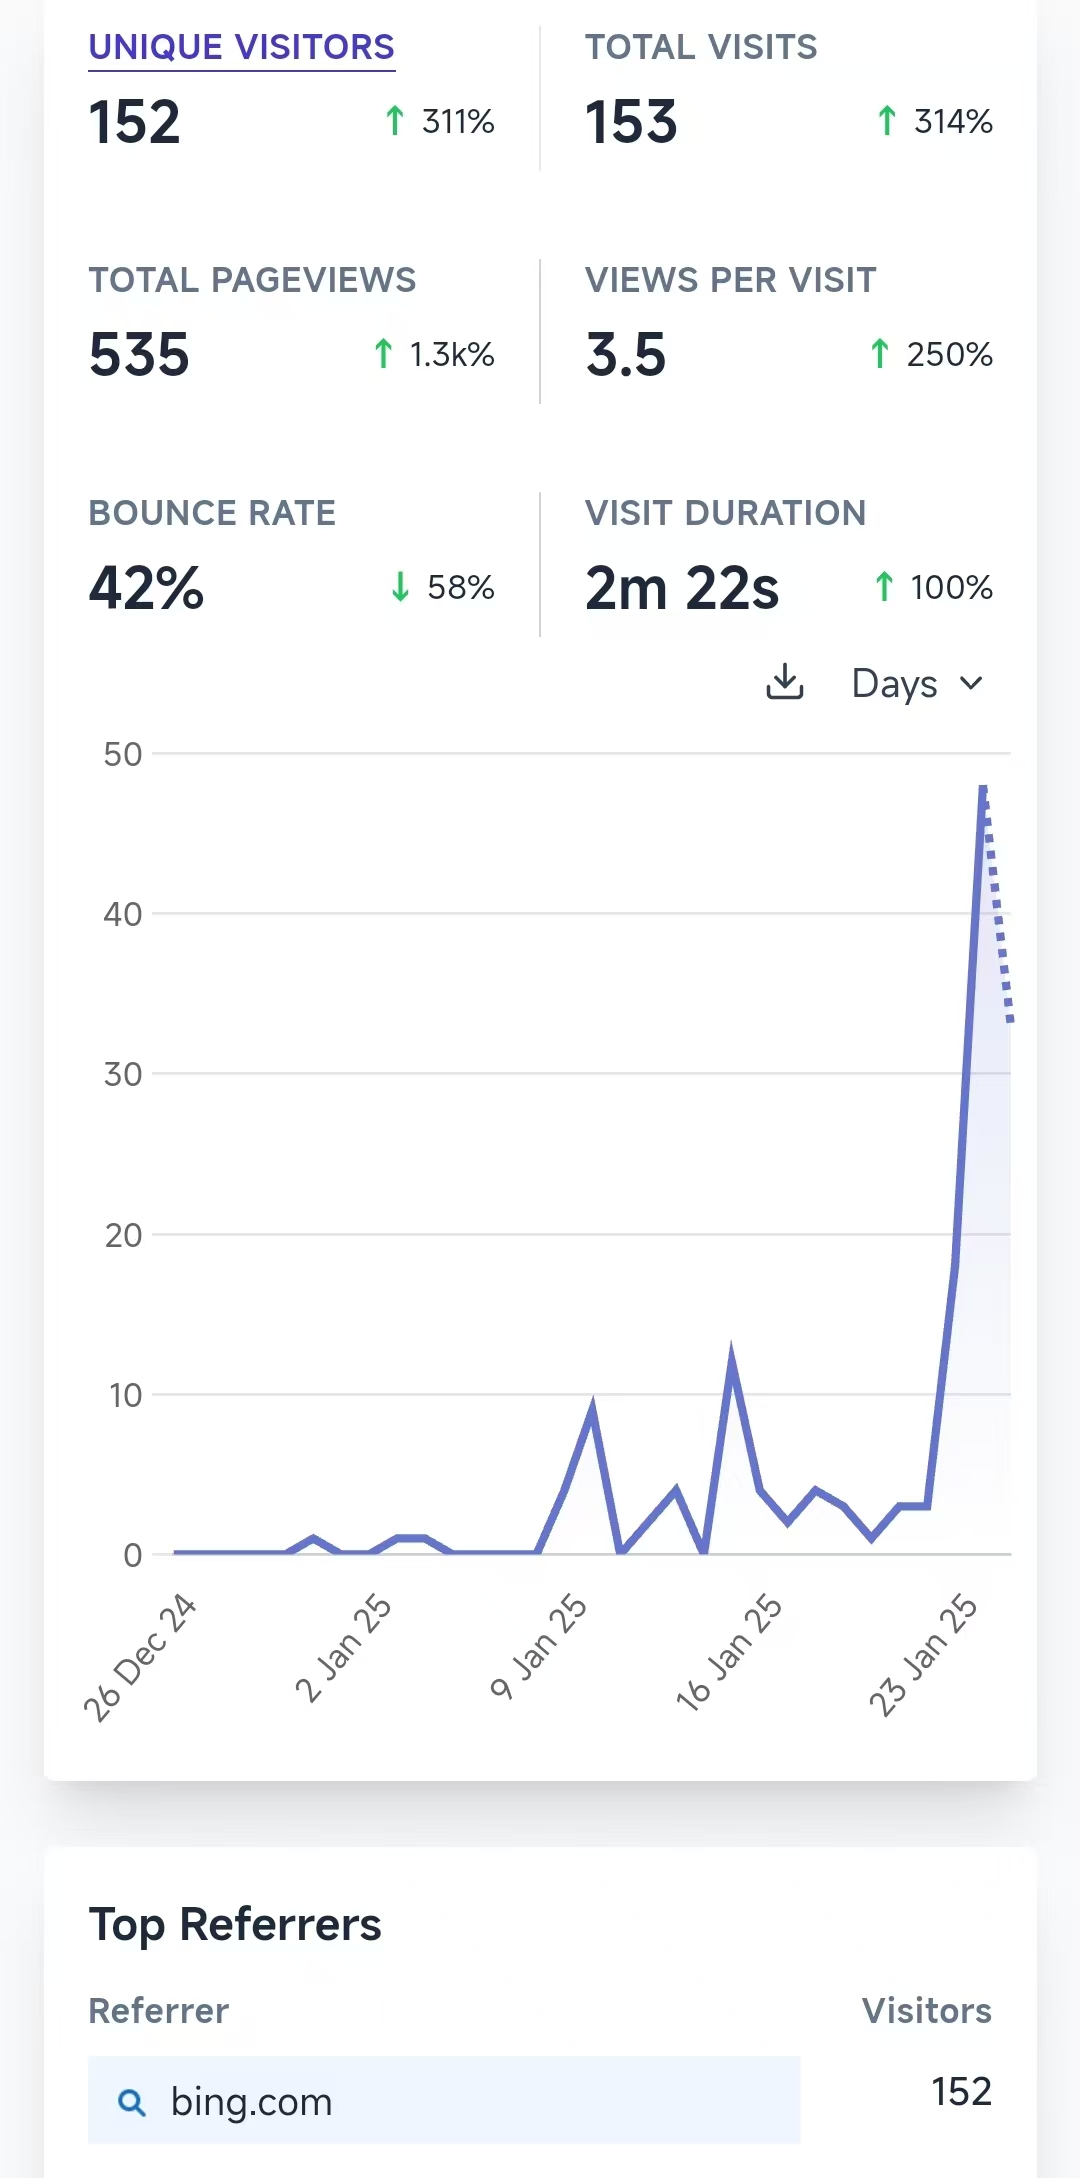 UNIQUE VISITORS
152 ↑ 311%
TOTAL VISITS
153 ↑ 314%
TOTAL PAGEVIEWS
535 ↑ 1.3k%
VIEWS PER VISIT
3.5 ↑ 250%
BOUNCE RATE
42% ↓ 58%
VISIT DURATION
2m 22s ↑ 100%
Days
50
40
30
20
10
0
26 Dec 24
2 Jan 25
9 Jan 25
16 Jan 25
23 Jan 25
Top Referrers
Referrer Visitors
bing.com 152